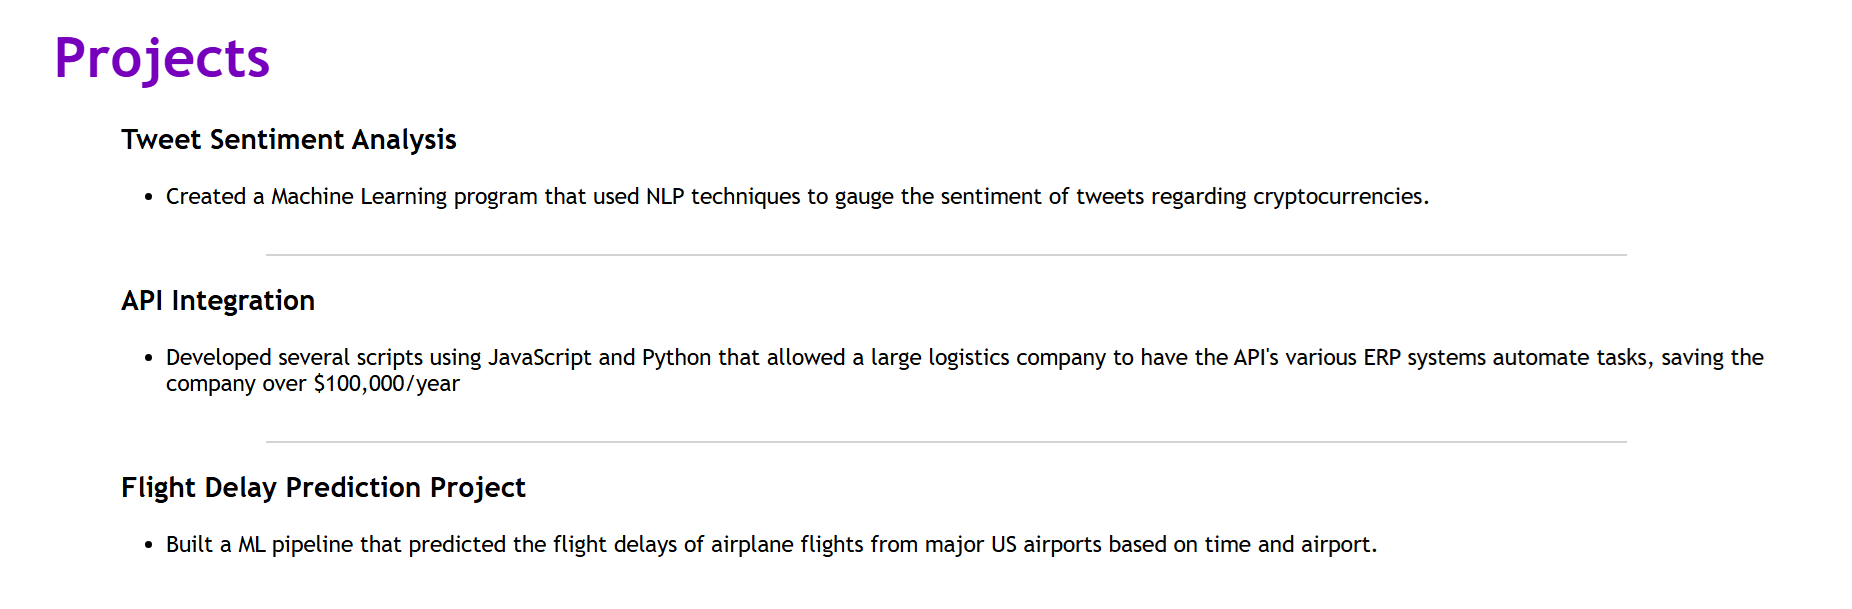 Projects
Tweet Sentiment Analysis
• Created a Machine Learning program that used NLP techniques to gauge the sentiment of tweets regarding cryptocurrencies.
API Integration
• Developed several scripts using JavaScript and Python that allowed a large logistics company to have the API's various ERP systems automate tasks, saving the
company over $100,000/year
Flight Delay Prediction Project
• Built a ML pipeline that predicted the flight delays of airplane flights from major US airports based on time and airport.